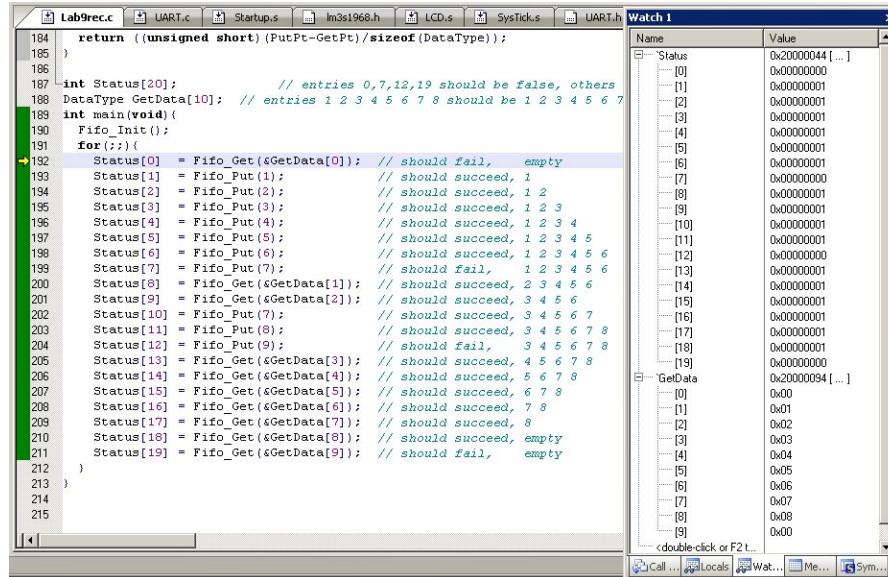 Lab9rec.c UART.c Startup.s lm3s1968.h LCD.s SysTick.s UART.h
184 return ((unsigned short)(PutPt-GetPt)/sizeof(DataType));
185 }
186
187 int Status[20]; // entries 0,7,12,19 should be false, others
188 DataType GetData[10]; // entries 1 2 3 4 5 6 7 8 should be 1 2 3 4 5 6 7
189 int main(void){
190 Fifo_Init();
191 for(;;){
192 Status[0] = Fifo_Get(&GetData[0]); // should fail, empty
193 Status[1] = Fifo_Put(1); // should succeed, 1
194 Status[2] = Fifo_Put(2); // should succeed, 1 2
195 Status[3] = Fifo_Put(3); // should succeed, 1 2 3
196 Status[4] = Fifo_Put(4); // should succeed, 1 2 3 4
197 Status[5] = Fifo_Put(5); // should succeed, 1 2 3 4 5
198 Status[6] = Fifo_Put(6); // should succeed, 1 2 3 4 5 6
199 Status[7] = Fifo_Put(7); // should fail, 1 2 3 4 5 6
200 Status[8] = Fifo_Get(&GetData[1]); // should succeed, 2 3 4 5 6
201 Status[9] = Fifo_Get(&GetData[2]); // should succeed, 3 4 5 6
202 Status[10] = Fifo_Put(7); // should succeed, 3 4 5 6 7
203 Status[11] = Fifo_Put(8); // should succeed, 3 4 5 6 7 8
204 Status[12] = Fifo_Put(9); // should fail, 3 4 5 6 7 8
205 Status[13] = Fifo_Get(&GetData[3]); // should succeed, 4 5 6 7 8
206 Status[14] = Fifo_Get(&GetData[4]); // should succeed, 5 6 7 8
207 Status[15] = Fifo_Get(&GetData[5]); // should succeed, 6 7 8
208 Status[16] = Fifo_Get(&GetData[6]); // should succeed, 7 8
209 Status[17] = Fifo_Get(&GetData[7]); // should succeed, 8
210 Status[18] = Fifo_Get(&GetData[8]); // should succeed, empty
211 Status[19] = Fifo_Get(&GetData[9]); // should fail, empty
212 }
213 }
214
215
Watch 1
Name Value
`Status 0x20000044 [ ... ]
[0] 0x00000000
[1] 0x00000001
[2] 0x00000001
[3] 0x00000001
[4] 0x00000001
[5] 0x00000001
[6] 0x00000001
[7] 0x00000000
[8] 0x00000001
[9] 0x00000001
[10] 0x00000001
[11] 0x00000001
[12] 0x00000000
[13] 0x00000001
[14] 0x00000001
[15] 0x00000001
[16] 0x00000001
[17] 0x00000001
[18] 0x00000001
[19] 0x00000000
`GetData 0x20000094 [ ... ]
[0] 0x00
[1] 0x01
[2] 0x02
[3] 0x03
[4] 0x04
[5] 0x05
[6] 0x06
[7] 0x07
[8] 0x08
[9] 0x00
<double-click or F2 t...
Call ... Locals Wat... Me... Sym...